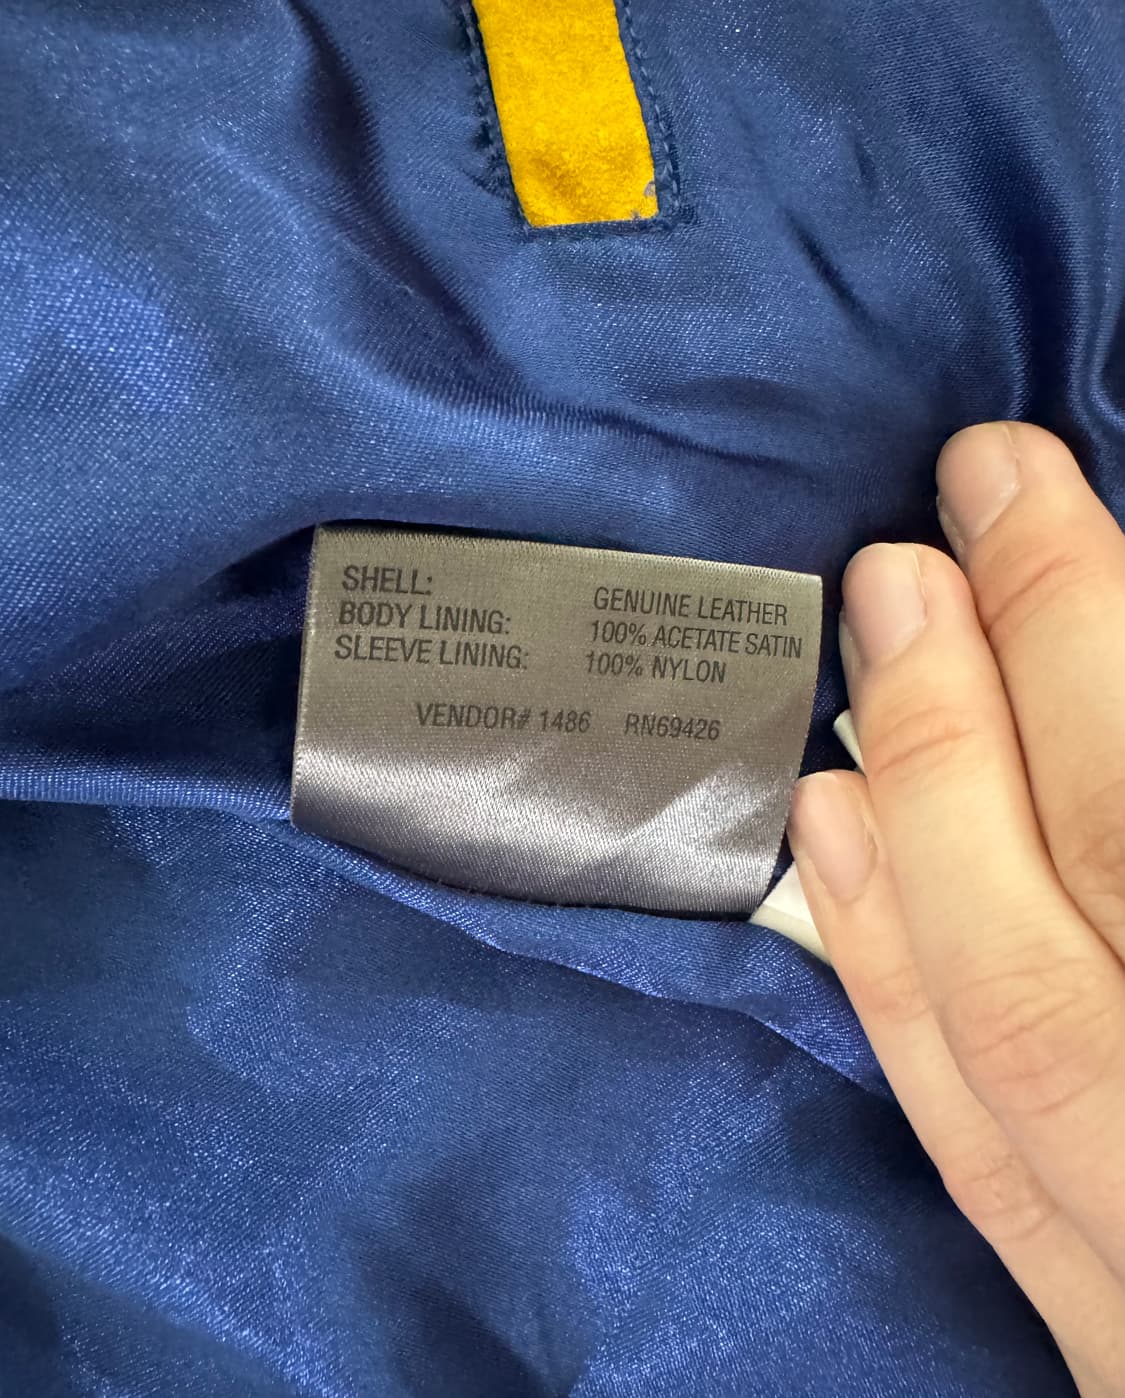 SHELL: GENUINE LEATHER
BODY LINING: 100% ACETATE SATIN
SLEEVE LINING: 100% NYLON
VENDOR# 1486 RN69426